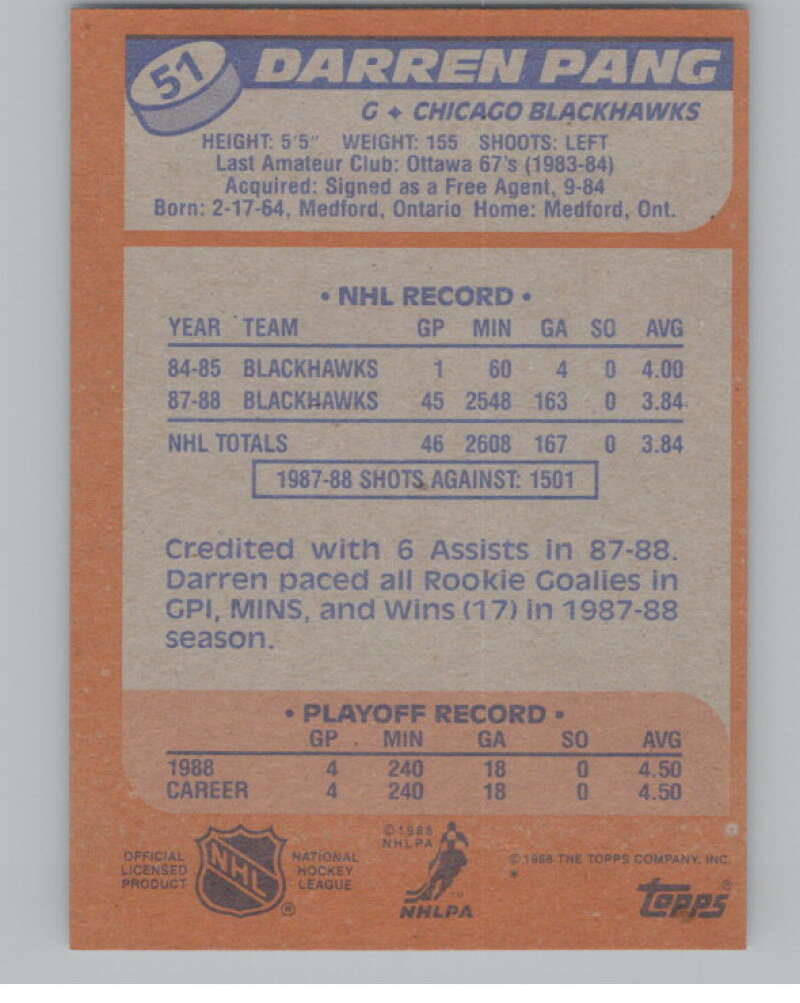 51 DARREN PANG
G ✦ CHICAGO BLACKHAWKS
HEIGHT: 5'5" WEIGHT: 155 SHOOTS: LEFT
Last Amateur Club: Ottawa 67's (1983-84)
Acquired: Signed as a Free Agent, 9-84
Born: 2-17-64, Medford, Ontario Home: Medford, Ont.
• NHL RECORD •
YEAR TEAM GP MIN GA SO AVG
84-85 BLACKHAWKS 1 60 4 0 4.00
87-88 BLACKHAWKS 45 2548 163 0 3.84
NHL TOTALS 46 2608 167 0 3.84
1987-88 SHOTS AGAINST: 1501
Credited with 6 Assists in 87-88.
Darren paced all Rookie Goalies in
GPI, MINS, and Wins (17) in 1987-88
season.
• PLAYOFF RECORD •
GP MIN GA SO AVG
1988 4 240 18 0 4.50
CAREER 4 240 18 0 4.50
OFFICIAL
LICENSED
PRODUCT
NHL
®
NATIONAL
HOCKEY
LEAGUE
© 1988
NHLPA
TM
NHLPA
© 1988 THE TOPPS COMPANY, INC.
*
topps®